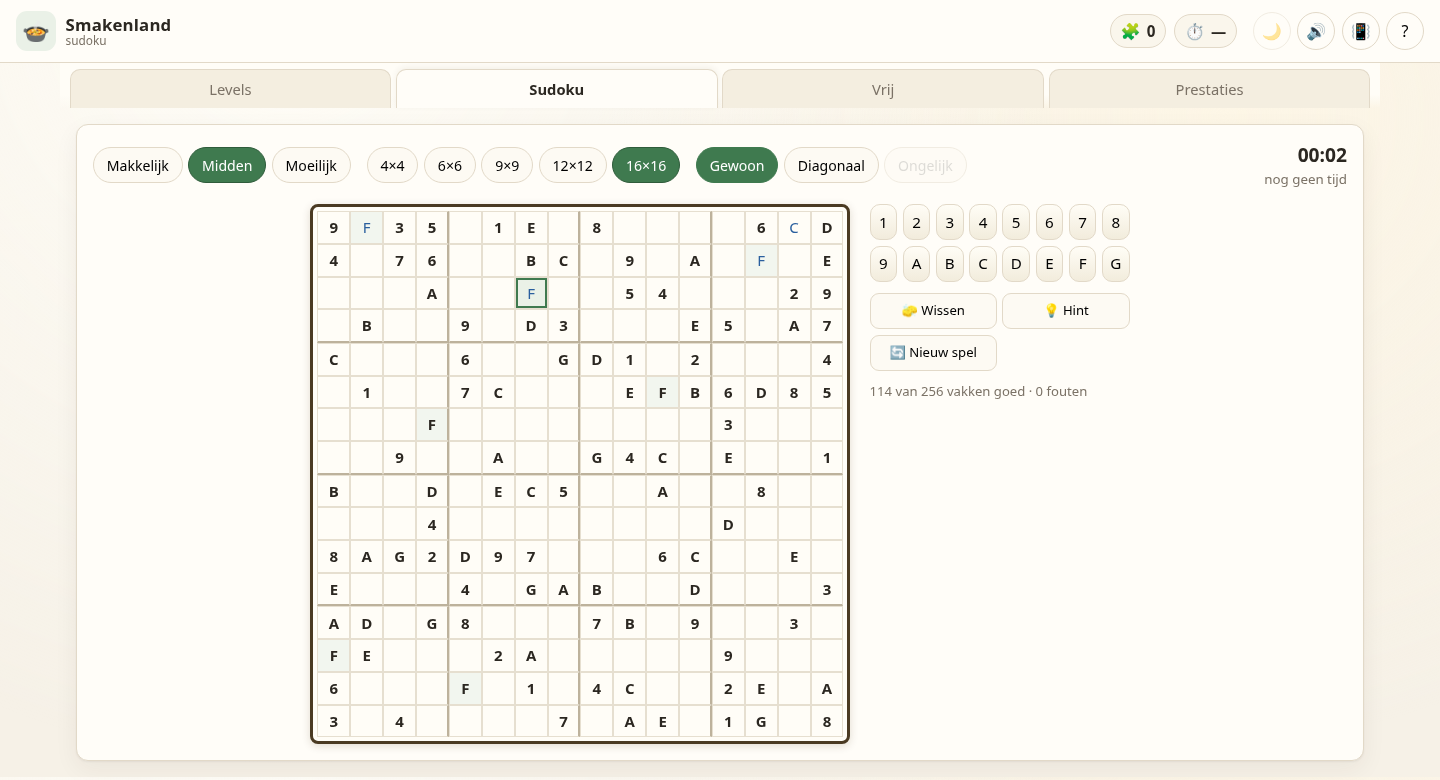 Smakenland
sudoku
0
—
?
Levels
Sudoku
Vrij
Prestaties
Makkelijk Midden Moeilijk 4×4 6×6 9×9 12×12 16×16 Gewoon Diagonaal Ongelijk
00:02
nog geen tijd
9 F 3 5 1 E 8 6 C D
4 7 6 B C 9 A F E
A F 5 4 2 9
B 9 D 3 E 5 A 7
C 6 G D 1 2 4
1 7 C E F B 6 D 8 5
F 3
9 A G 4 C E 1
B D E C 5 A 8
4 D
8 A G 2 D 9 7 6 C E
E 4 G A B D 3
A D G 8 7 B 9 3
F E 2 A 9
6 F 1 4 C 2 E A
3 4 7 A E 1 G 8
1 2 3 4 5 6 7 8
9 A B C D E F G
Wissen
Hint
Nieuw spel
114 van 256 vakken goed · 0 fouten